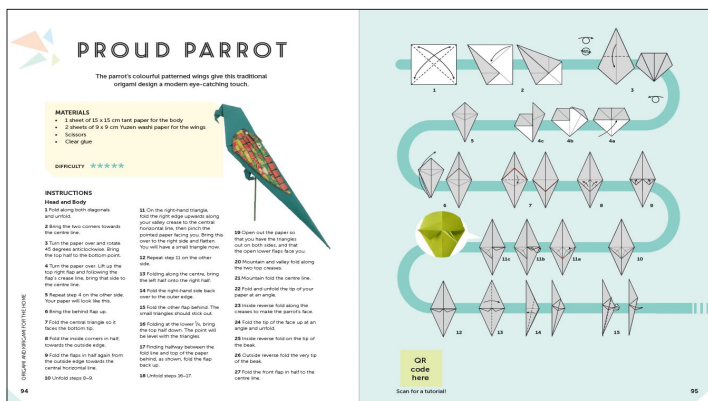 PROUD PARROT
The parrot's colourful patterned wings give this traditional
origami design a modern eye-catching touch.
MATERIALS
• 1 sheet of 15 x 15 cm tant paper for the body
• 2 sheets of 9 x 9 cm Yuzen washi paper for the wings
• Scissors
• Clear glue
DIFFICULTY ★★★★★
INSTRUCTIONS
Head and Body
1 Fold along both diagonals
and unfold.
2 Bring the two corners towards
the centre line.
3 Turn the paper over and rotate
45 degrees anticlockwise. Bring
the top half to the bottom point.
4 Turn the paper over. Lift up the
top right flap and following the
flap's crease line, bring that side to
the centre line.
5 Repeat step 4 on the other side.
Your paper will look like this.
6 Bring the behind flap up.
7 Fold the central triangle so it
faces the bottom tip.
8 Fold the inside corners in half,
towards the outside edge.
9 Fold the flaps in half again from
the outside edge towards the
central horizontal line.
10 Unfold steps 8–9.
11 On the right-hand triangle,
fold the right edge upwards along
your valley crease to the central
horizontal line, then pinch the
pointed paper facing you. Bring this
over to the right side and flatten.
You will have a small triangle now.
12 Repeat step 11 on the other
side.
13 Folding along the centre, bring
the left half onto the right half.
14 Fold the right-hand side back
over to the outer edge.
15 Fold the other flap behind. The
small triangles should stick out.
16 Folding at the lower ⅓, bring
the top half down. The point will
be level with the triangles.
17 Finding halfway between the
fold line and top of the paper
behind, as shown, fold the flap
back up.
18 Unfold steps 16–17.
19 Open out the paper so
that you have the triangles
out on both sides, and that
the open lower flaps face you.
20 Mountain and valley fold along
the two top creases.
21 Mountain fold the centre line.
22 Fold and unfold the tip of your
paper at an angle.
23 Inside reverse fold along the
creases to make the parrot's face.
24 Fold the tip of the face up at an
angle and unfold.
25 Inside reverse fold on the tip of
the beak.
26 Outside reverse fold the very tip
of the beak.
27 Fold the front flap in half to the
centre line.
ORIGAMI AND KIRIGAMI FOR THE HOME
94
1 2 3
5 4c 4b 4a
6 7 8 9
11c 11b 11a 10
12 13 14 15
QR
code
here
Scan for a tutorial!
95